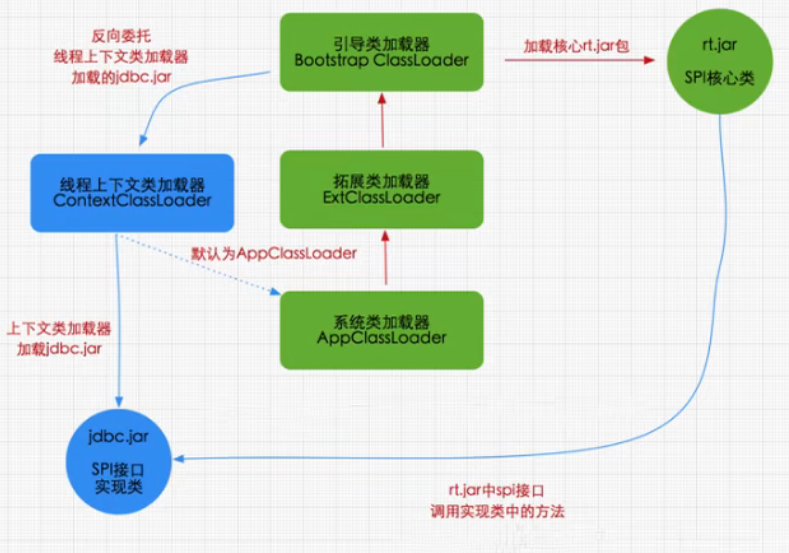 反向委托
线程上下文类加载器
加载的jdbc.jar
引导类加载器
Bootstrap ClassLoader
加载核心rt.jar包
rt.jar
SPI核心类
线程上下文类加载器
ContextClassLoader
拓展类加载器
ExtClassLoader
默认为AppClassLoader
系统类加载器
AppClassLoader
上下文类加载器
加载jdbc.jar
jdbc.jar
SPI接口
实现类
rt.jar中spi接口
调用实现类中的方法